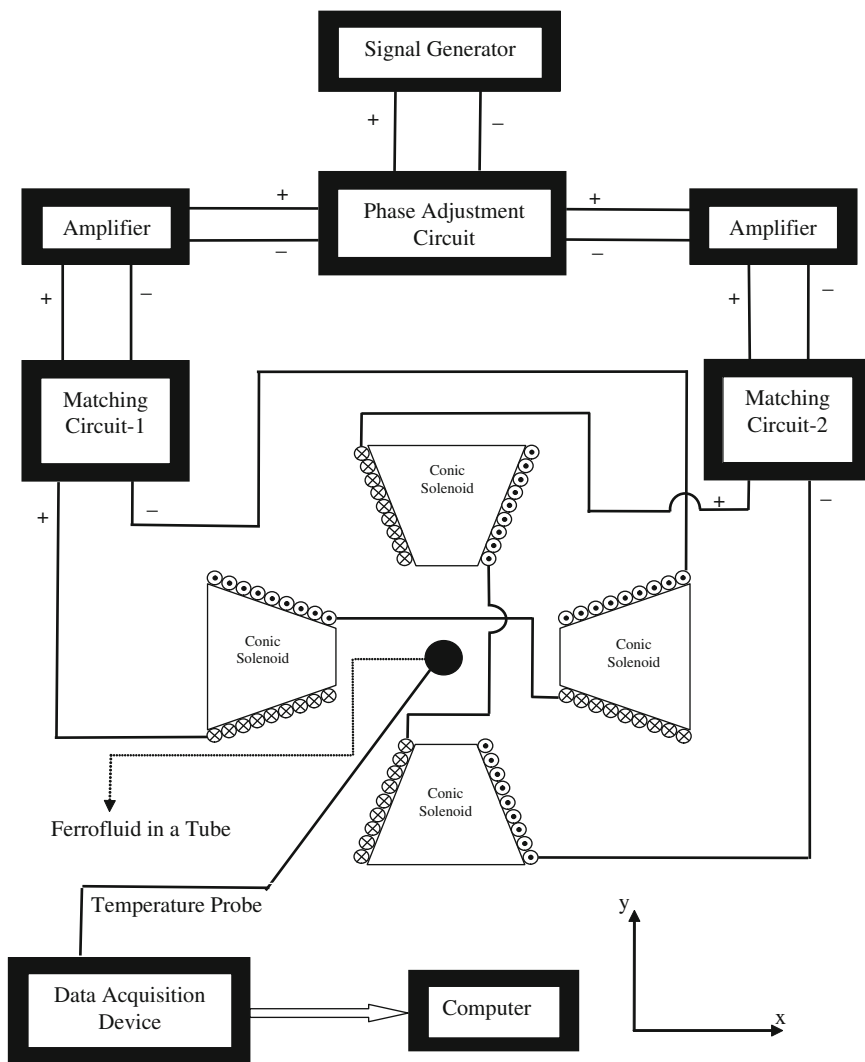 Signal Generator
+
–
Phase Adjustment
Circuit
+
–
+
–
Amplifier
Amplifier
+
–
+
–
Matching
Circuit-1
Matching
Circuit-2
+
–
+
–
Conic
Solenoid
Conic
Solenoid
Conic
Solenoid
Conic
Solenoid
Ferrofluid in a Tube
Temperature Probe
Data Acquisition
Device
Computer
y
x